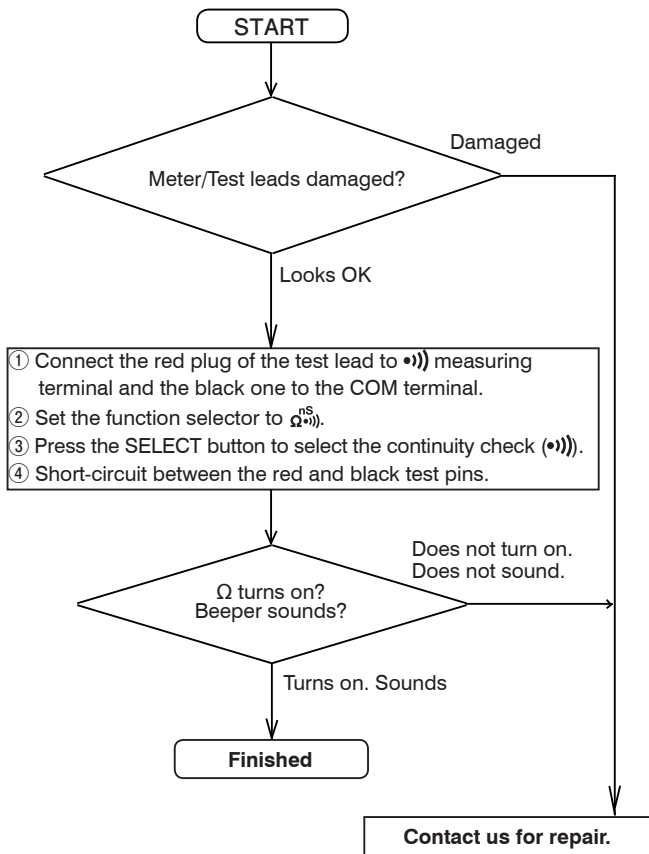 START
Damaged
Meter/Test leads damaged?
Looks OK
① Connect the red plug of the test lead to •))) measuring
terminal and the black one to the COM terminal.
② Set the function selector to Ω nS •))).
③ Press the SELECT button to select the continuity check (•))).
④ Short-circuit between the red and black test pins.
Does not turn on.
Does not sound.
Ω turns on?
Beeper sounds?
Turns on. Sounds
Finished
Contact us for repair.